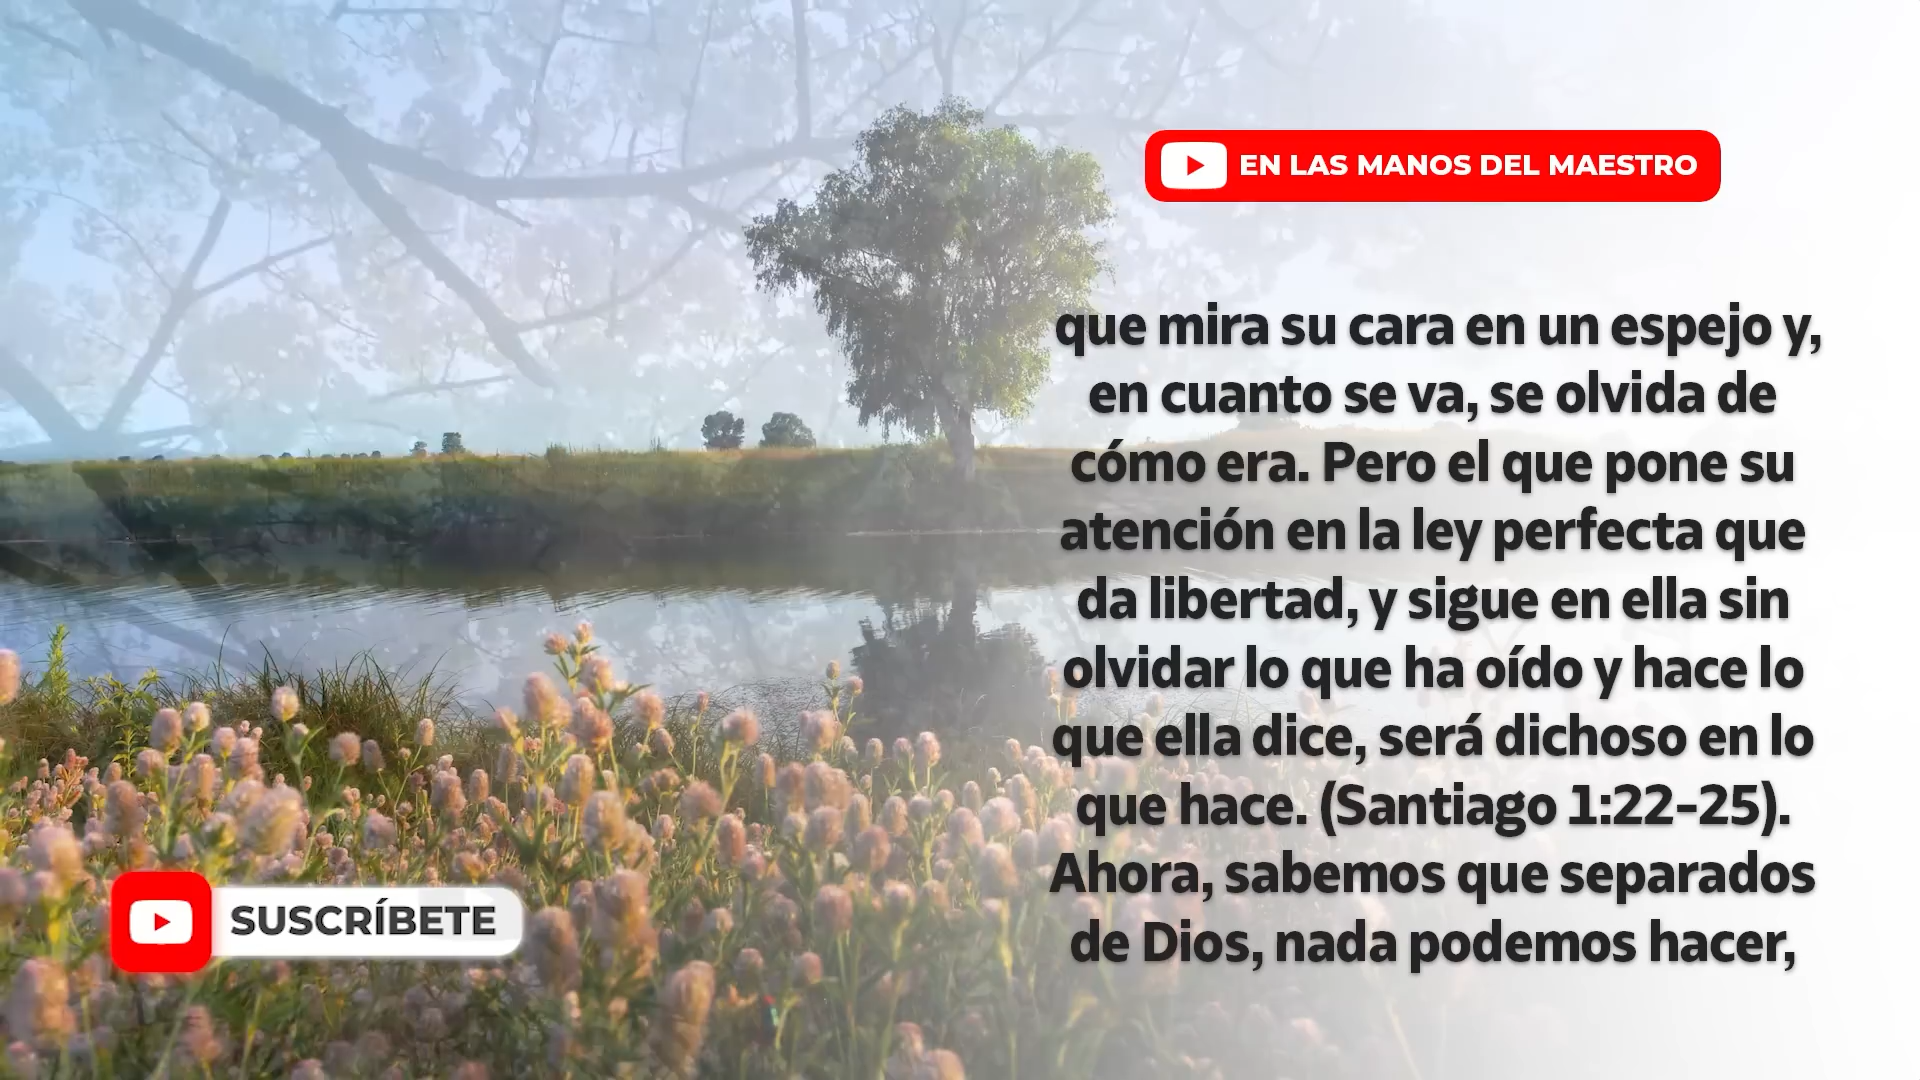 EN LAS MANOS DEL MAESTRO
que mira su cara en un espejo y,
en cuanto se va, se olvida de
cómo era. Pero el que pone su
atención en la ley perfecta que
da libertad, y sigue en ella sin
olvidar lo que ha oído y hace lo
que ella dice, será dichoso en lo
que hace. (Santiago 1:22-25).
Ahora, sabemos que separados
de Dios, nada podemos hacer,
SUSCRÍBETE